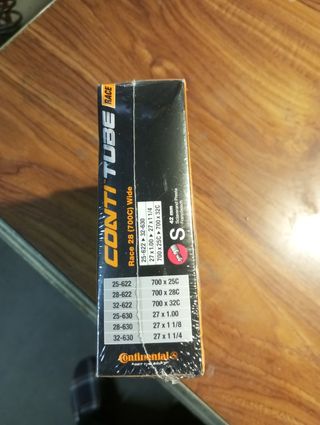 CONTI TUBE RACE
Race 28 (700C) Wide
25-622 ▸ 32-630
27 x 1.00 ▸ 27 x 1 1/4
700 x 25C ▸ 700 x 32C
S
42 mm
25-622 700 x 25C
28-622 700 x 28C
32-622 700 x 32C
25-630 27 x 1.00
28-630 27 x 1 1/8
32-630 27 x 1 1/4
Continental